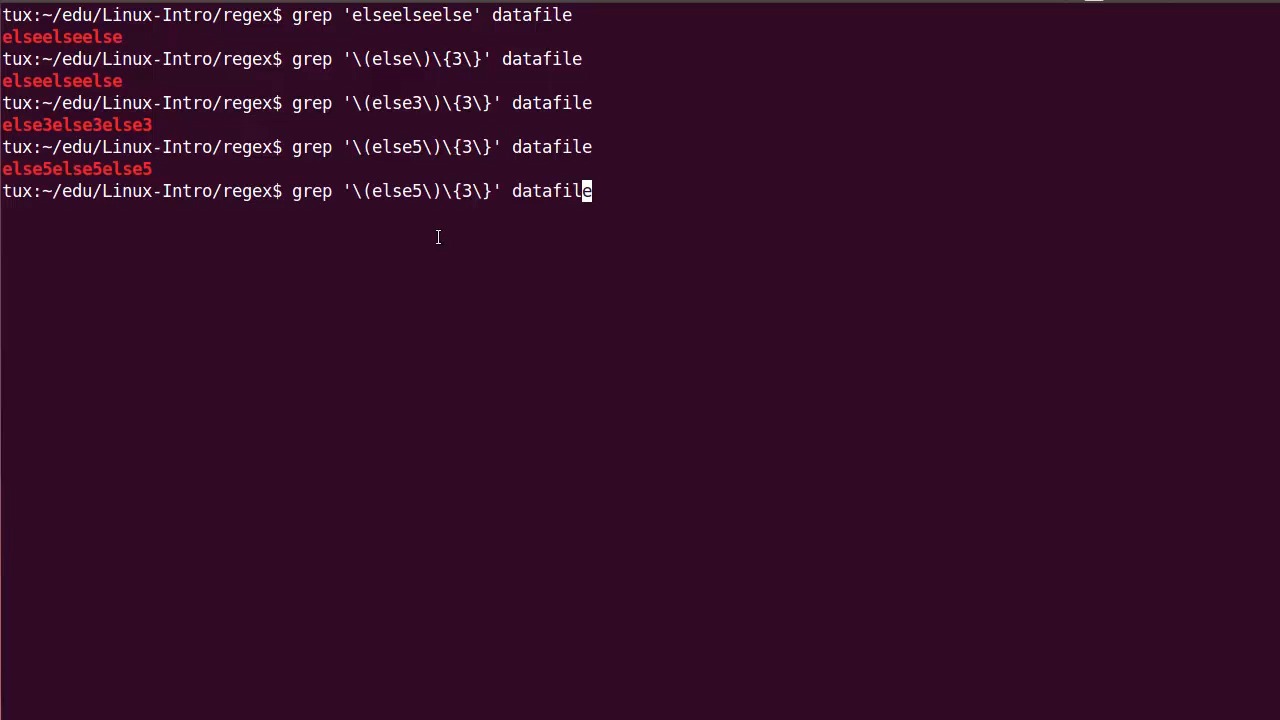 tux:~/edu/Linux-Intro/regex$ grep 'elseelseelse' datafile
elseelseelse
tux:~/edu/Linux-Intro/regex$ grep '\(else\)\{3\}' datafile
elseelseelse
tux:~/edu/Linux-Intro/regex$ grep '\(else3\)\{3\}' datafile
else3else3else3
tux:~/edu/Linux-Intro/regex$ grep '\(else5\)\{3\}' datafile
else5else5else5
tux:~/edu/Linux-Intro/regex$ grep '\(else5\)\{3\}' datafile